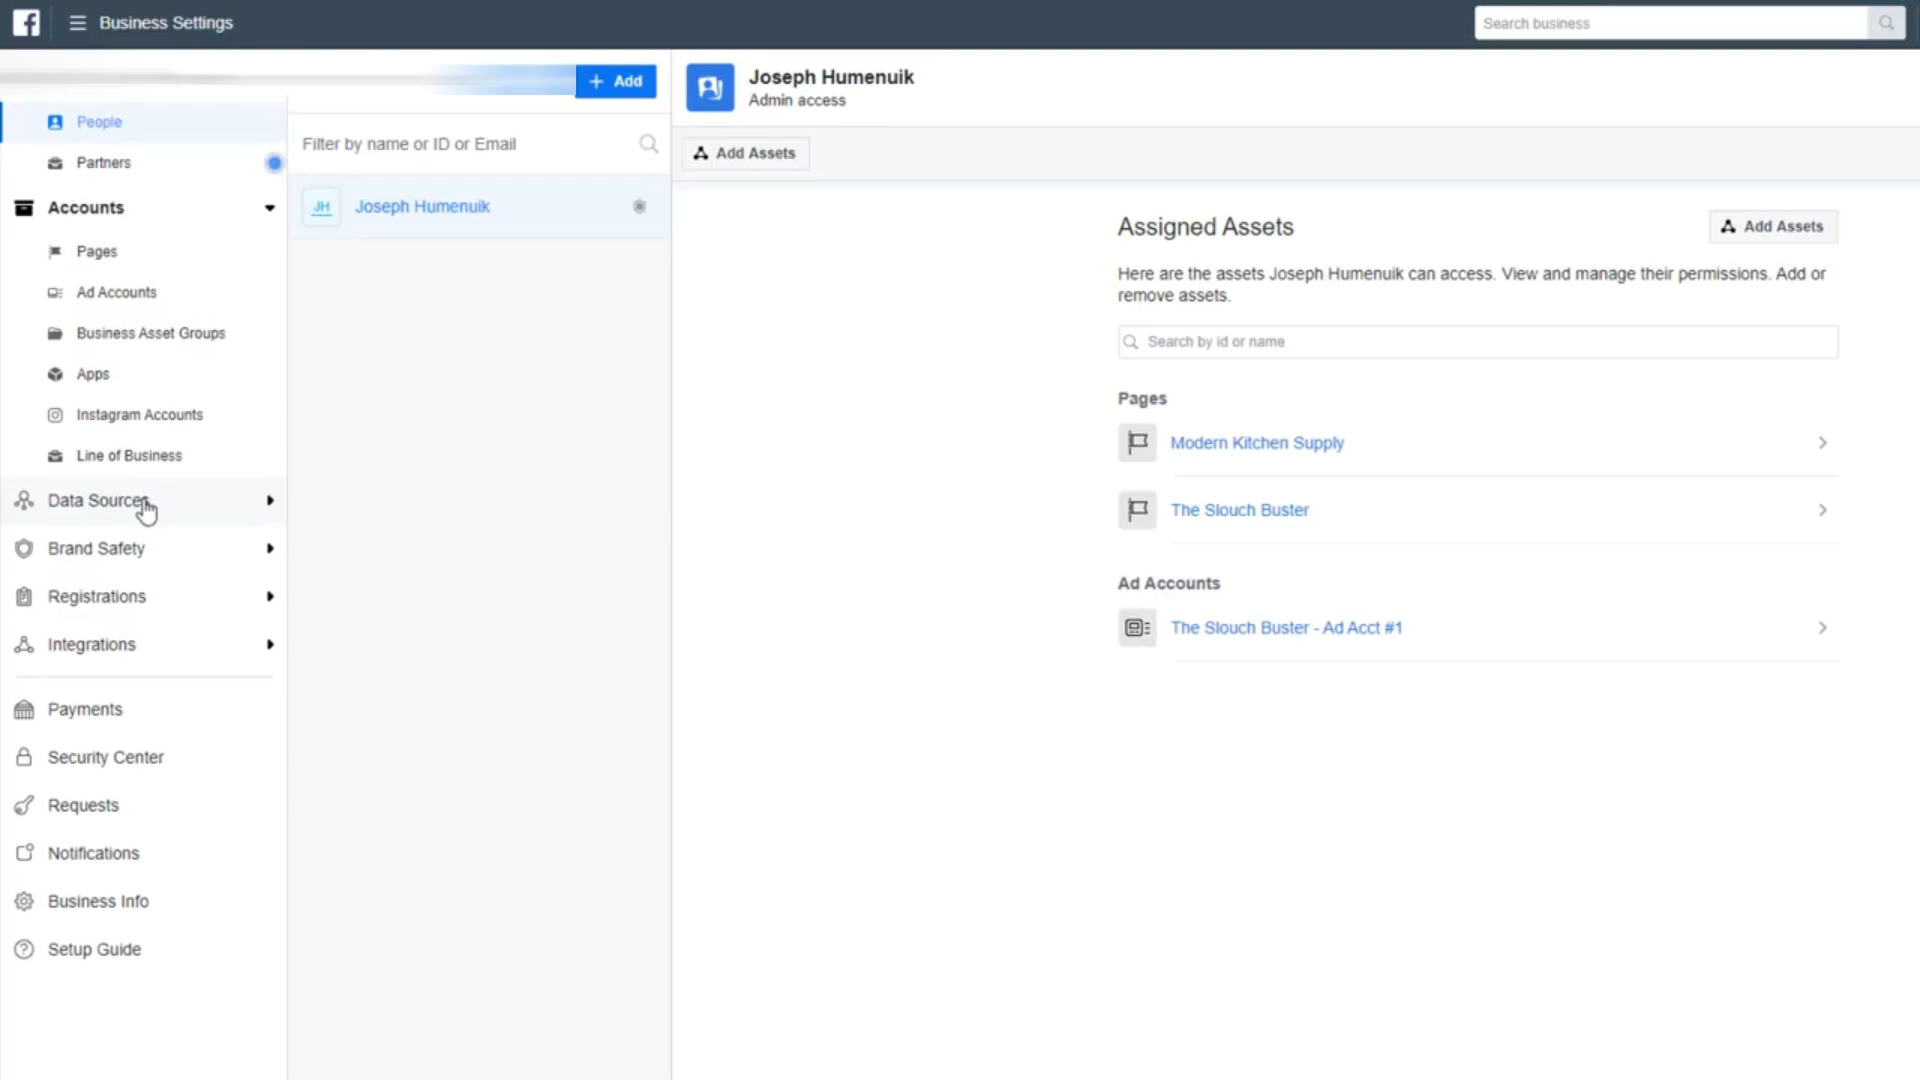 Business Settings
Search business
+ Add
People
Partners
Accounts
Pages
Ad Accounts
Business Asset Groups
Apps
Instagram Accounts
Line of Business
Data Sources
Brand Safety
Registrations
Integrations
Payments
Security Center
Requests
Notifications
Business Info
Setup Guide
Filter by name or ID or Email
JH
Joseph Humenuik
Joseph Humenuik
Admin access
Add Assets
Assigned Assets
Add Assets
Here are the assets Joseph Humenuik can access. View and manage their permissions. Add or
remove assets.
Search by id or name
Pages
Modern Kitchen Supply
The Slouch Buster
Ad Accounts
The Slouch Buster - Ad Acct #1